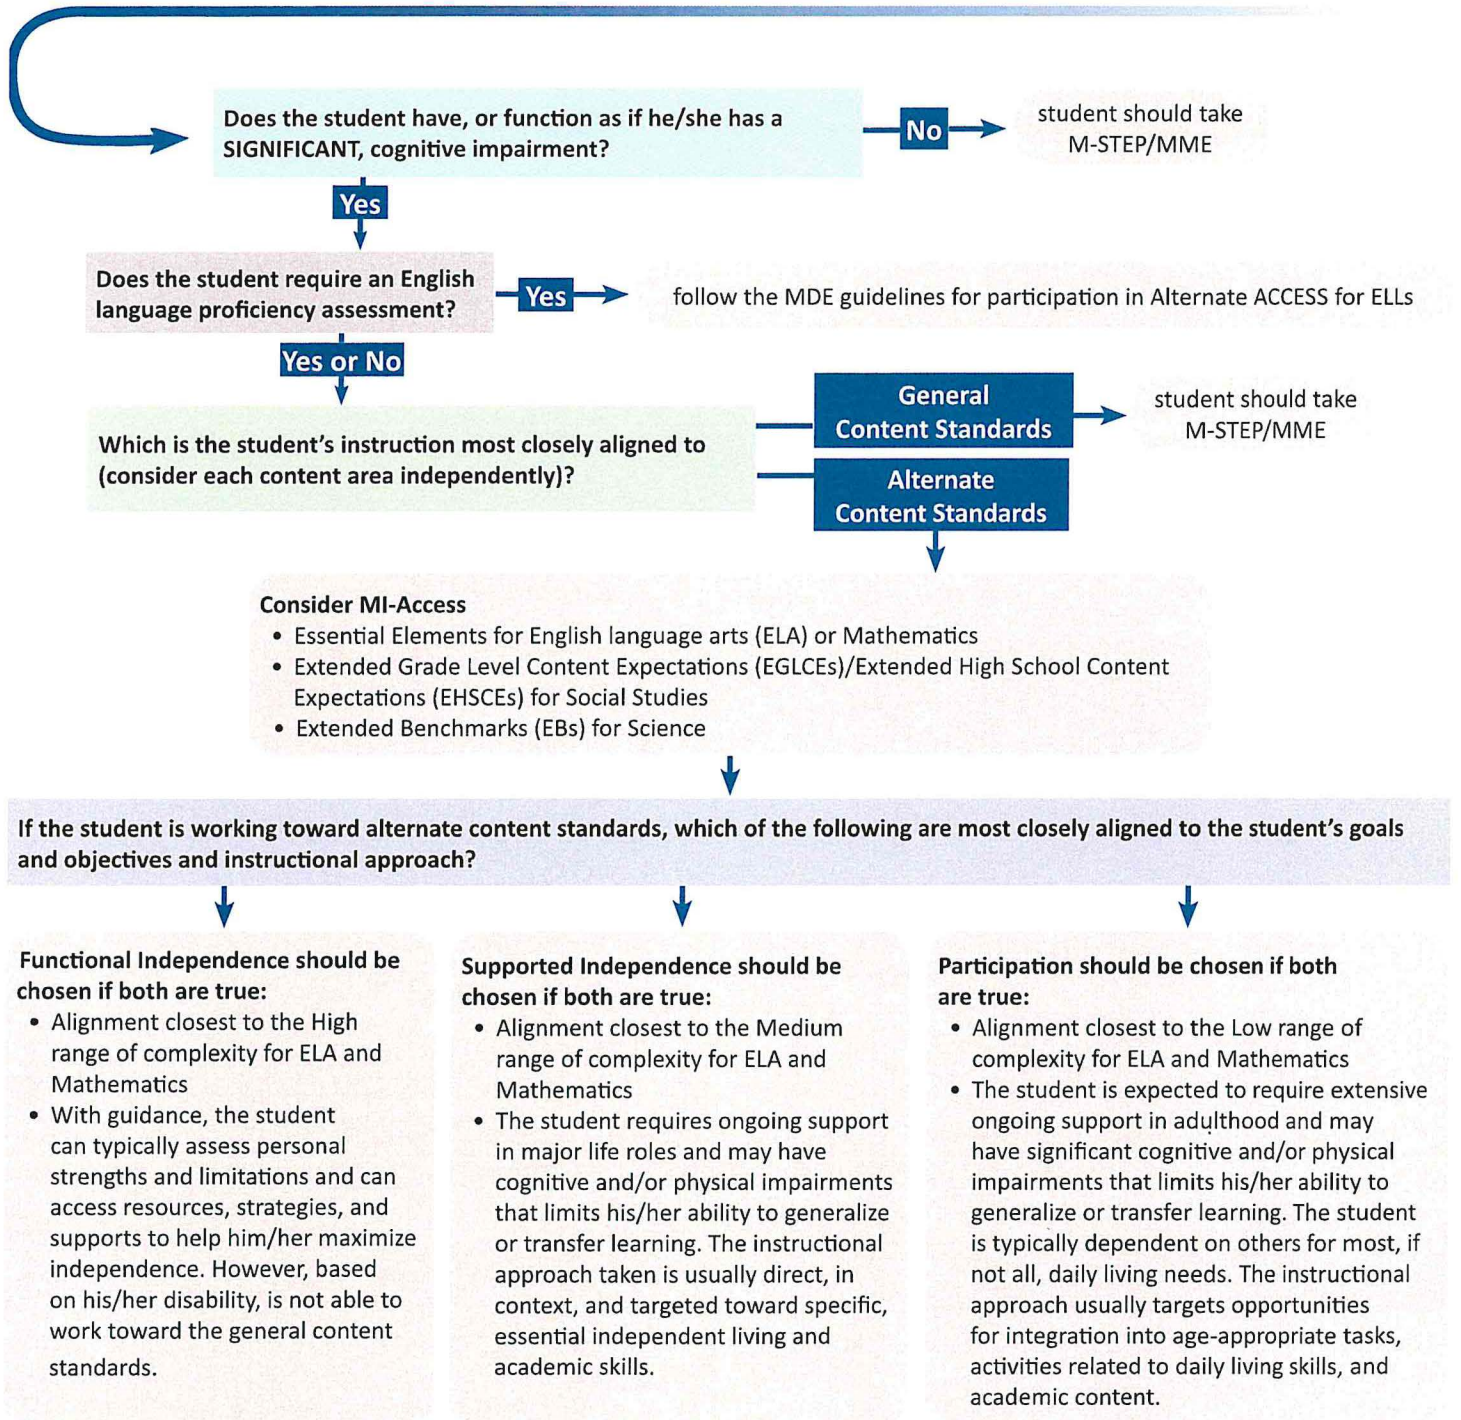 Does the student have, or function as if he/she has a
SIGNIFICANT, cognitive impairment?
No
student should take
M-STEP/MME
Yes
Does the student require an English
language proficiency assessment?
Yes
follow the MDE guidelines for participation in Alternate ACCESS for ELLs
Yes or No
Which is the student's instruction most closely aligned to
(consider each content area independently)?
General
Content Standards
student should take
M-STEP/MME
Alternate
Content Standards
Consider MI-Access
• Essential Elements for English language arts (ELA) or Mathematics
• Extended Grade Level Content Expectations (EGLCEs)/Extended High School Content
Expectations (EHSCEs) for Social Studies
• Extended Benchmarks (EBs) for Science
If the student is working toward alternate content standards, which of the following are most closely aligned to the student's goals
and objectives and instructional approach?
Functional Independence should be
chosen if both are true:
• Alignment closest to the High
range of complexity for ELA and
Mathematics
• With guidance, the student
can typically assess personal
strengths and limitations and can
access resources, strategies, and
supports to help him/her maximize
independence. However, based
on his/her disability, is not able to
work toward the general content
standards.
Supported Independence should be
chosen if both are true:
• Alignment closest to the Medium
range of complexity for ELA and
Mathematics
• The student requires ongoing support
in major life roles and may have
cognitive and/or physical impairments
that limits his/her ability to generalize
or transfer learning. The instructional
approach taken is usually direct, in
context, and targeted toward specific,
essential independent living and
academic skills.
Participation should be chosen if both
are true:
• Alignment closest to the Low range of
complexity for ELA and Mathematics
• The student is expected to require extensive
ongoing support in adulthood and may
have significant cognitive and/or physical
impairments that limits his/her ability to
generalize or transfer learning. The student
is typically dependent on others for most, if
not all, daily living needs. The instructional
approach usually targets opportunities
for integration into age-appropriate tasks,
activities related to daily living skills, and
academic content.